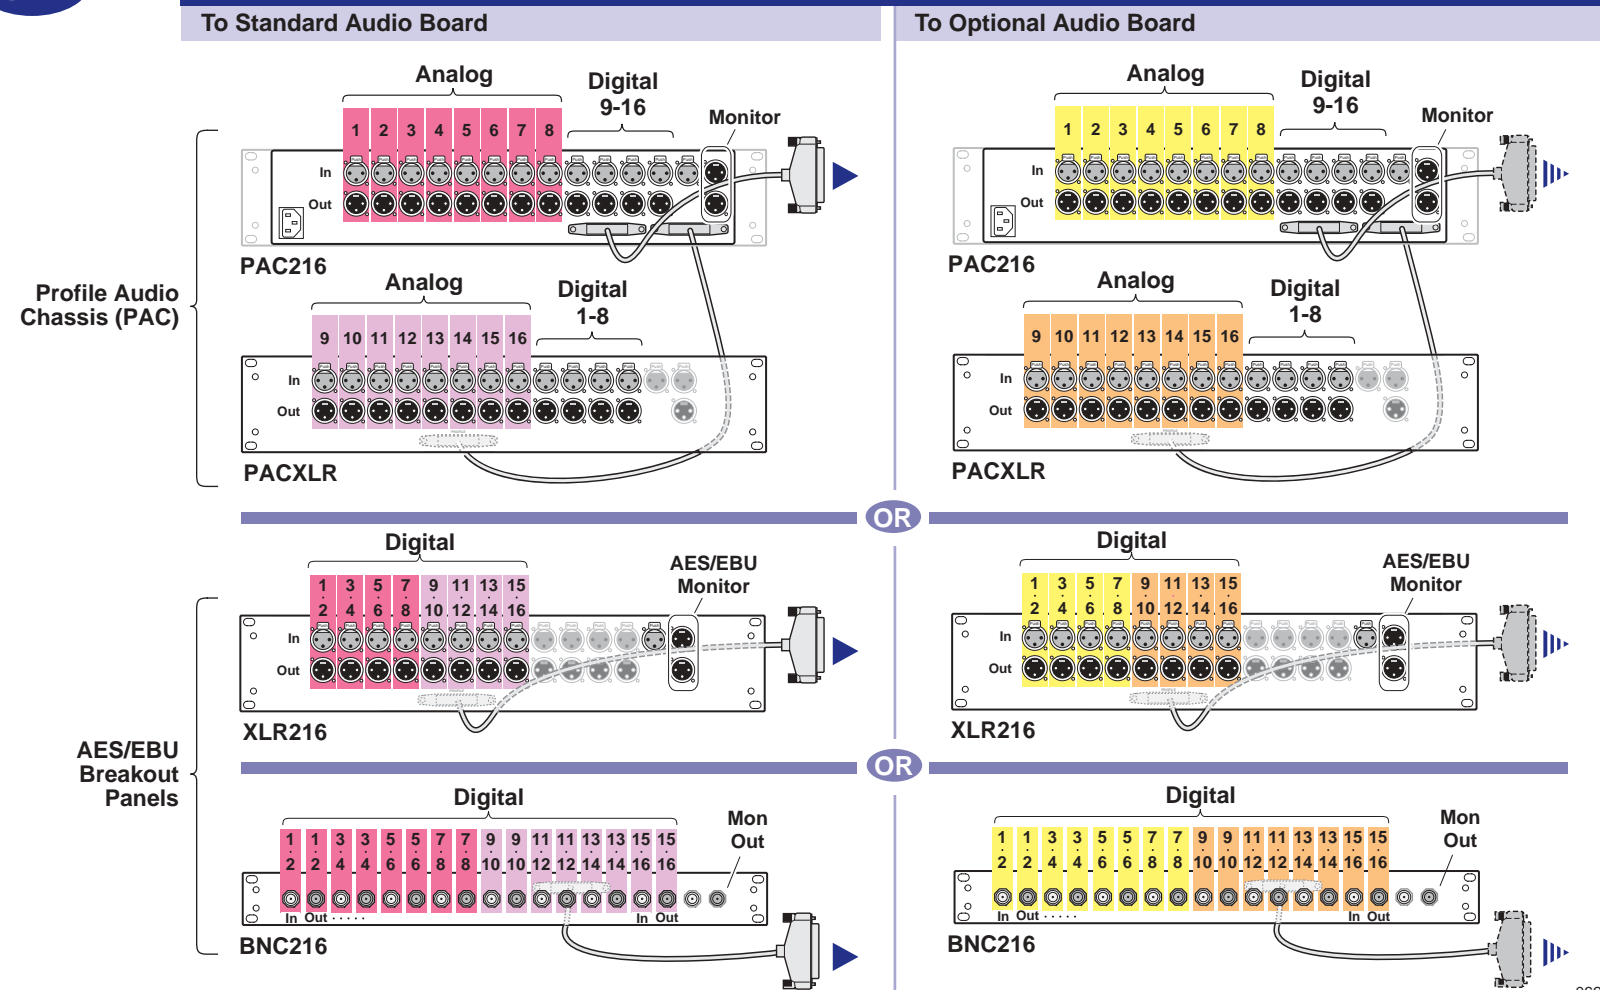 To Standard Audio Board
To Optional Audio Board
Analog
Digital
9-16
Monitor
1 2 3 4 5 6 7 8
In
Out
PAC216
Analog
Digital
1-8
9 10 11 12 13 14 15 16
In
Out
PACXLR
Profile Audio
Chassis (PAC)
Analog
Digital
9-16
Monitor
1 2 3 4 5 6 7 8
In
Out
PAC216
Analog
Digital
1-8
9 10 11 12 13 14 15 16
In
Out
PACXLR
OR
Digital
AES/EBU
Monitor
1 3 5 7 9 11 13 15
2 4 6 8 10 12 14 16
In
Out
XLR216
Digital
AES/EBU
Monitor
1 3 5 7 9 11 13 15
2 4 6 8 10 12 14 16
In
Out
XLR216
AES/EBU
Breakout
Panels
OR
Digital
Mon
Out
1 1 3 3 5 5 7 7 9 9 11 11 13 13 15 15
2 2 4 4 6 6 8 8 10 10 12 12 14 14 16 16
In Out ..... In Out
BNC216
Digital
Mon
Out
1 1 3 3 5 5 7 7 9 9 11 11 13 13 15 15
2 2 4 4 6 6 8 8 10 10 12 12 14 14 16 16
In Out ..... In Out
BNC216